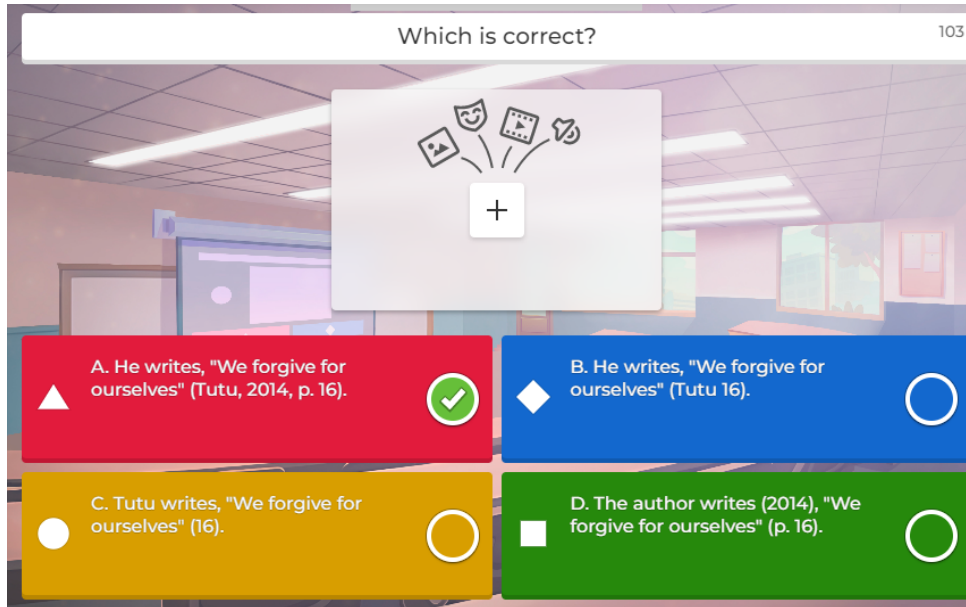 Which is correct?
103
A. He writes, "We forgive for
ourselves" (Tutu, 2014, p. 16).
B. He writes, "We forgive for
ourselves" (Tutu 16).
C. Tutu writes, "We forgive for
ourselves" (16).
D. The author writes (2014), "We
forgive for ourselves" (p. 16).